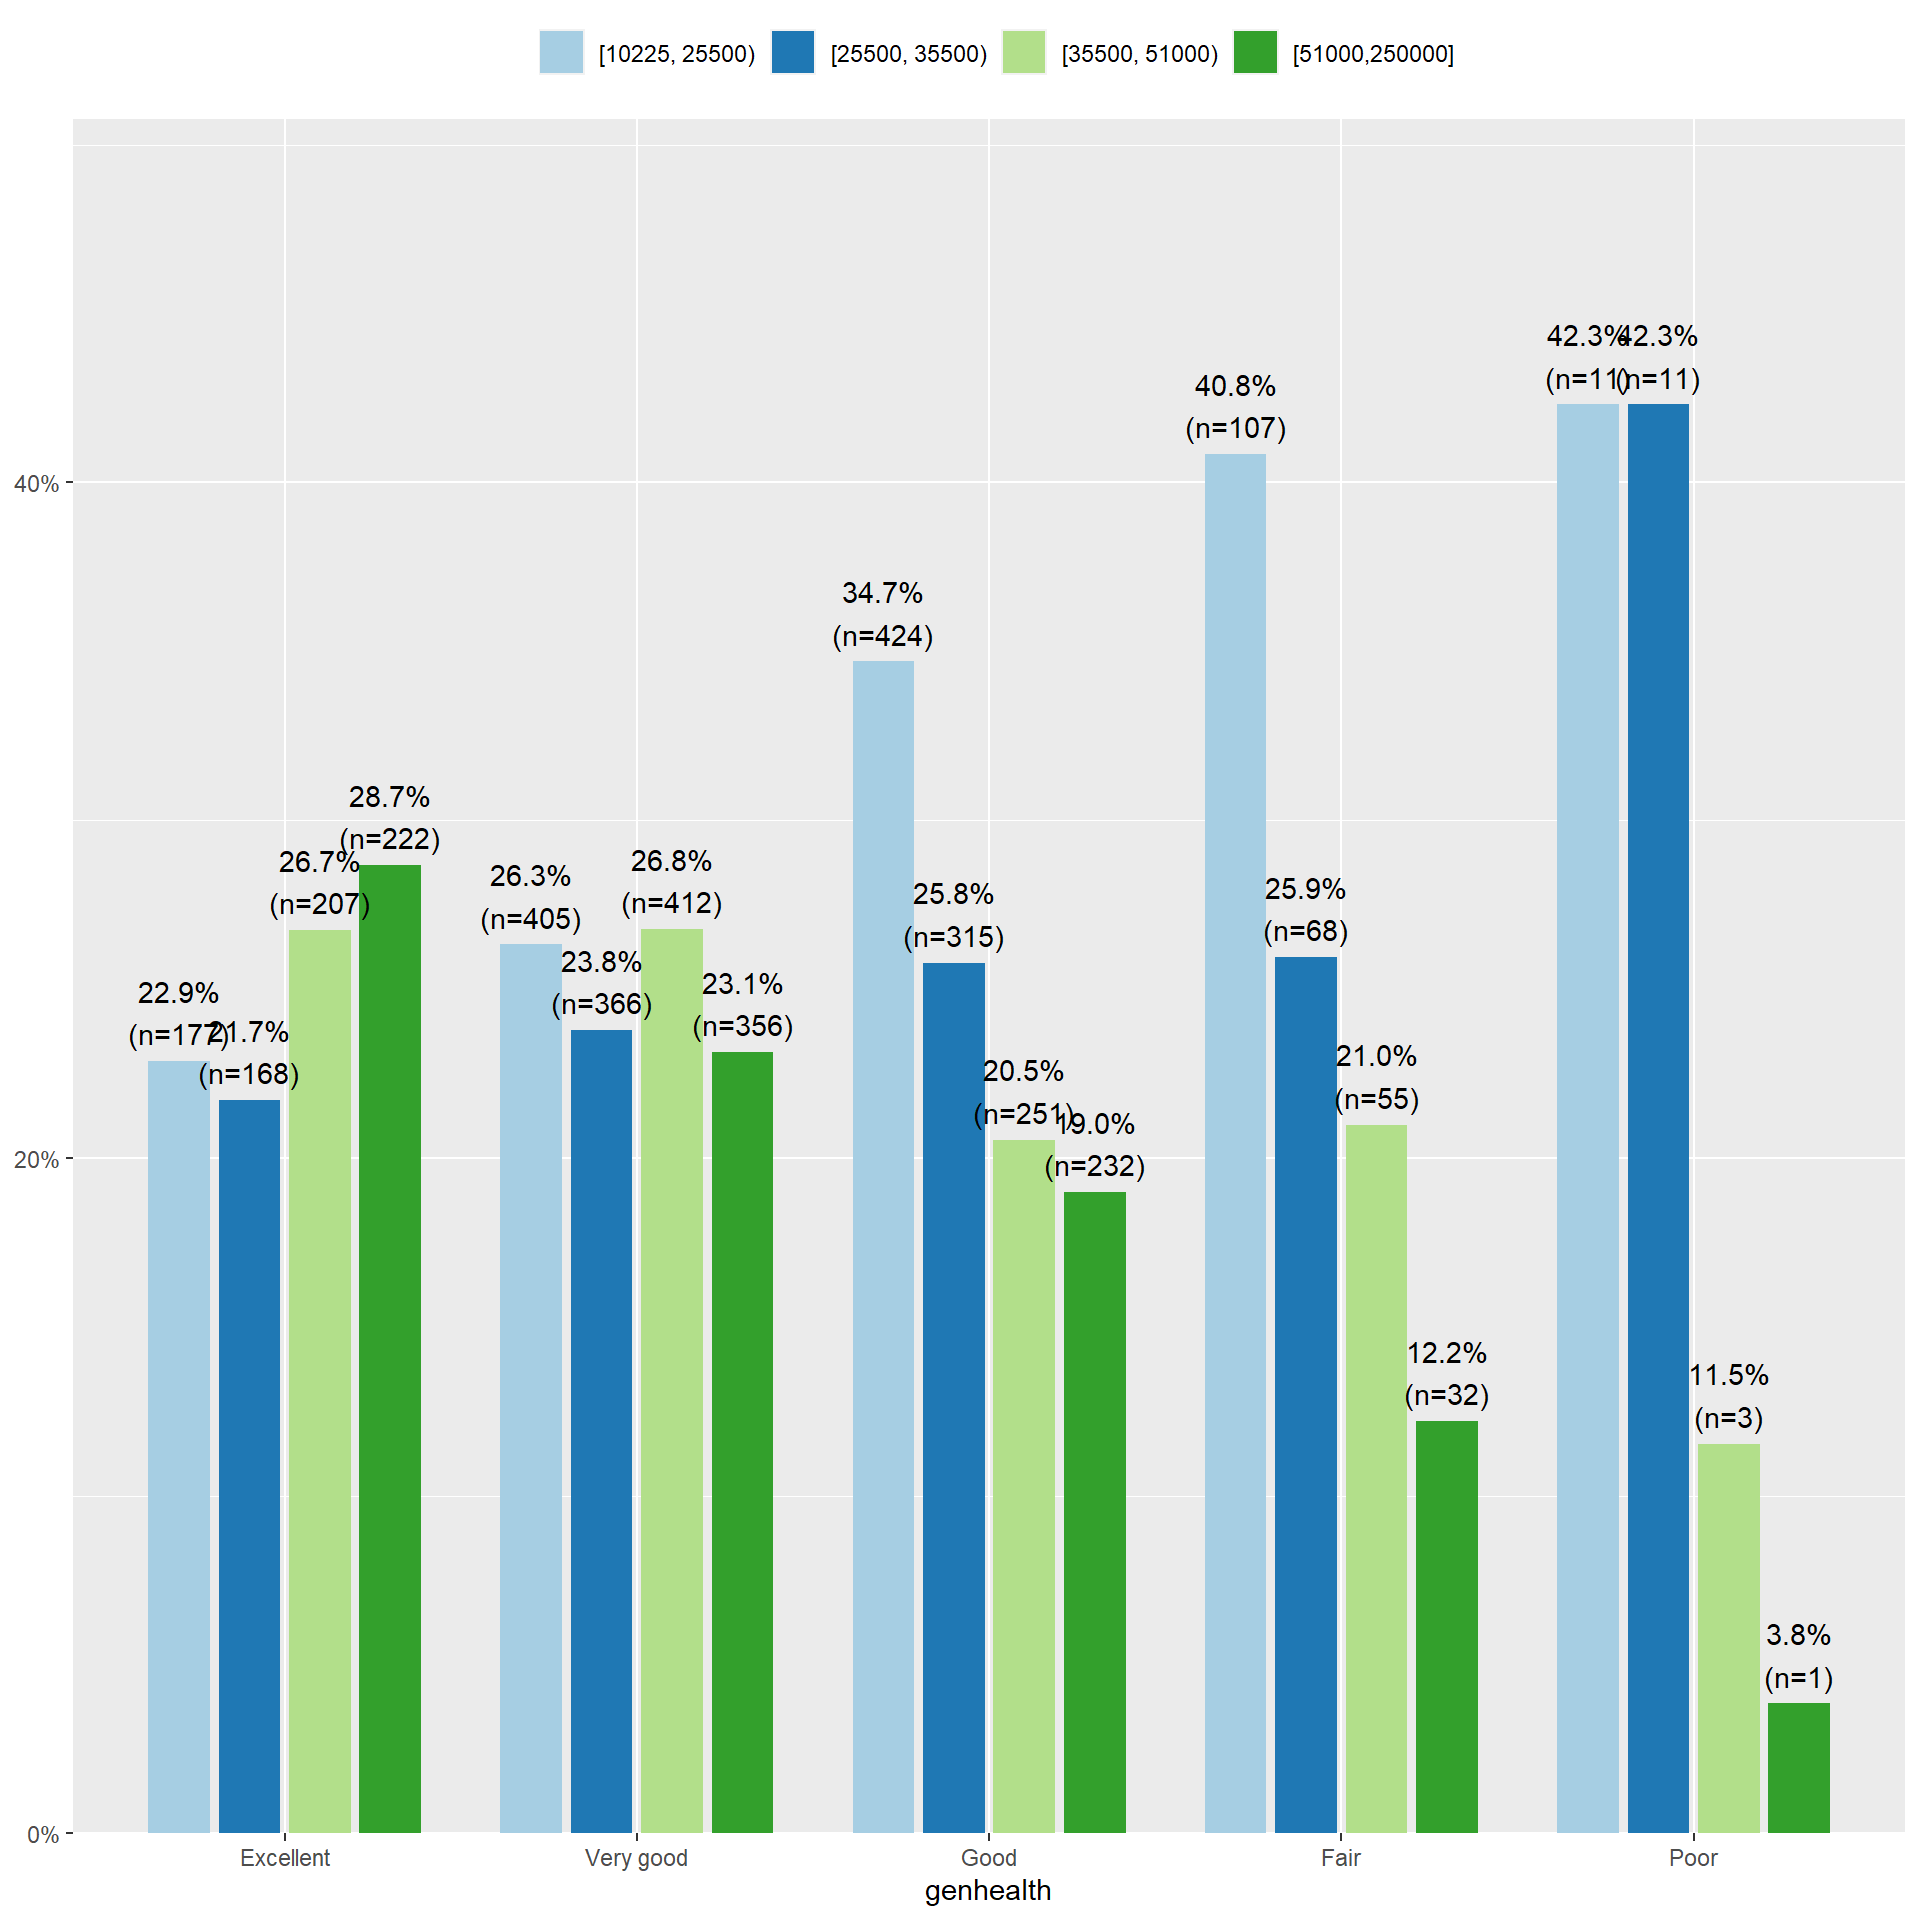 [10225, 25500) [25500, 35500) [35500, 51000) [51000,250000]
40%
20%
0%
22.9%
(n=177)
21.7%
(n=168)
26.7%
(n=207)
28.7%
(n=222)
26.3%
(n=405)
23.8%
(n=366)
26.8%
(n=412)
23.1%
(n=356)
34.7%
(n=424)
25.8%
(n=315)
20.5%
(n=251)
19.0%
(n=232)
40.8%
(n=107)
25.9%
(n=68)
21.0%
(n=55)
12.2%
(n=32)
42.3%
(n=11)
42.3%
(n=11)
11.5%
(n=3)
3.8%
(n=1)
Excellent Very good Good Fair Poor
genhealth